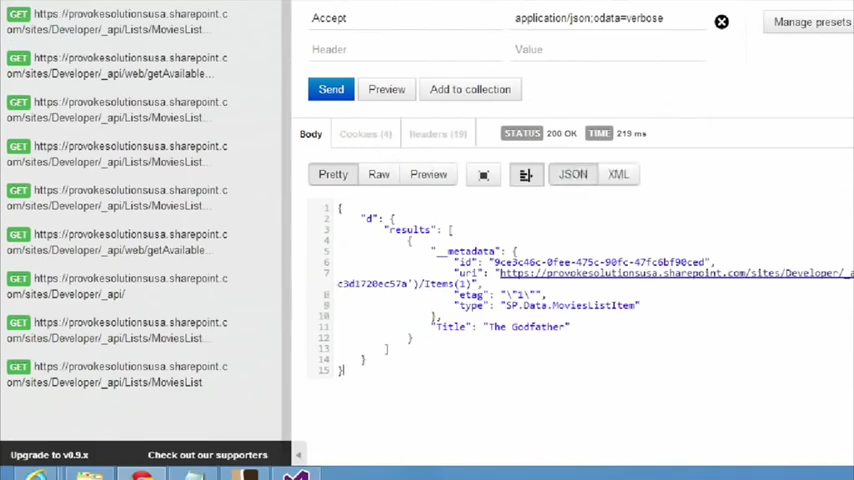 GET https://provokesolutionsusa.sharepoint.c
om/sites/Developer/_api/Lists/MoviesList...
GET https://provokesolutionsusa.sharepoint.c
om/sites/Developer/_api/web/getAvailable...
GET https://provokesolutionsusa.sharepoint.c
om/sites/Developer/_api/Lists/MoviesList...
GET https://provokesolutionsusa.sharepoint.c
om/sites/Developer/_api/Lists/MoviesList...
GET https://provokesolutionsusa.sharepoint.c
om/sites/Developer/_api/Lists/MoviesList...
GET https://provokesolutionsusa.sharepoint.c
om/sites/Developer/_api/web/getAvailable...
GET https://provokesolutionsusa.sharepoint.c
om/sites/Developer/_api/
GET https://provokesolutionsusa.sharepoint.c
om/sites/Developer/_api/Lists/MoviesList...
GET https://provokesolutionsusa.sharepoint.c
om/sites/Developer/_api/Lists/MoviesList
Upgrade to v0.9.x Check out our supporters
Accept application/json;odata=verbose Manage presets
Header Value
Send Preview Add to collection
Body Cookies (4) Headers (19) STATUS 200 OK TIME 219 ms
Pretty Raw Preview JSON XML
1 {
2 "d": {
3 "results": [
4 {
5 "__metadata": {
6 "id": "9ce3c46c-0fee-475c-90fc-47fc6bf90ced",
7 "uri": "https://provokesolutionsusa.sharepoint.com/sites/Developer/_a
c3d1720ec57a')/Items(1)",
8 "etag": "\"1\"",
9 "type": "SP.Data.MoviesListItem"
10 },
11 "Title": "The Godfather"
12 }
13 ]
14 }
15 }